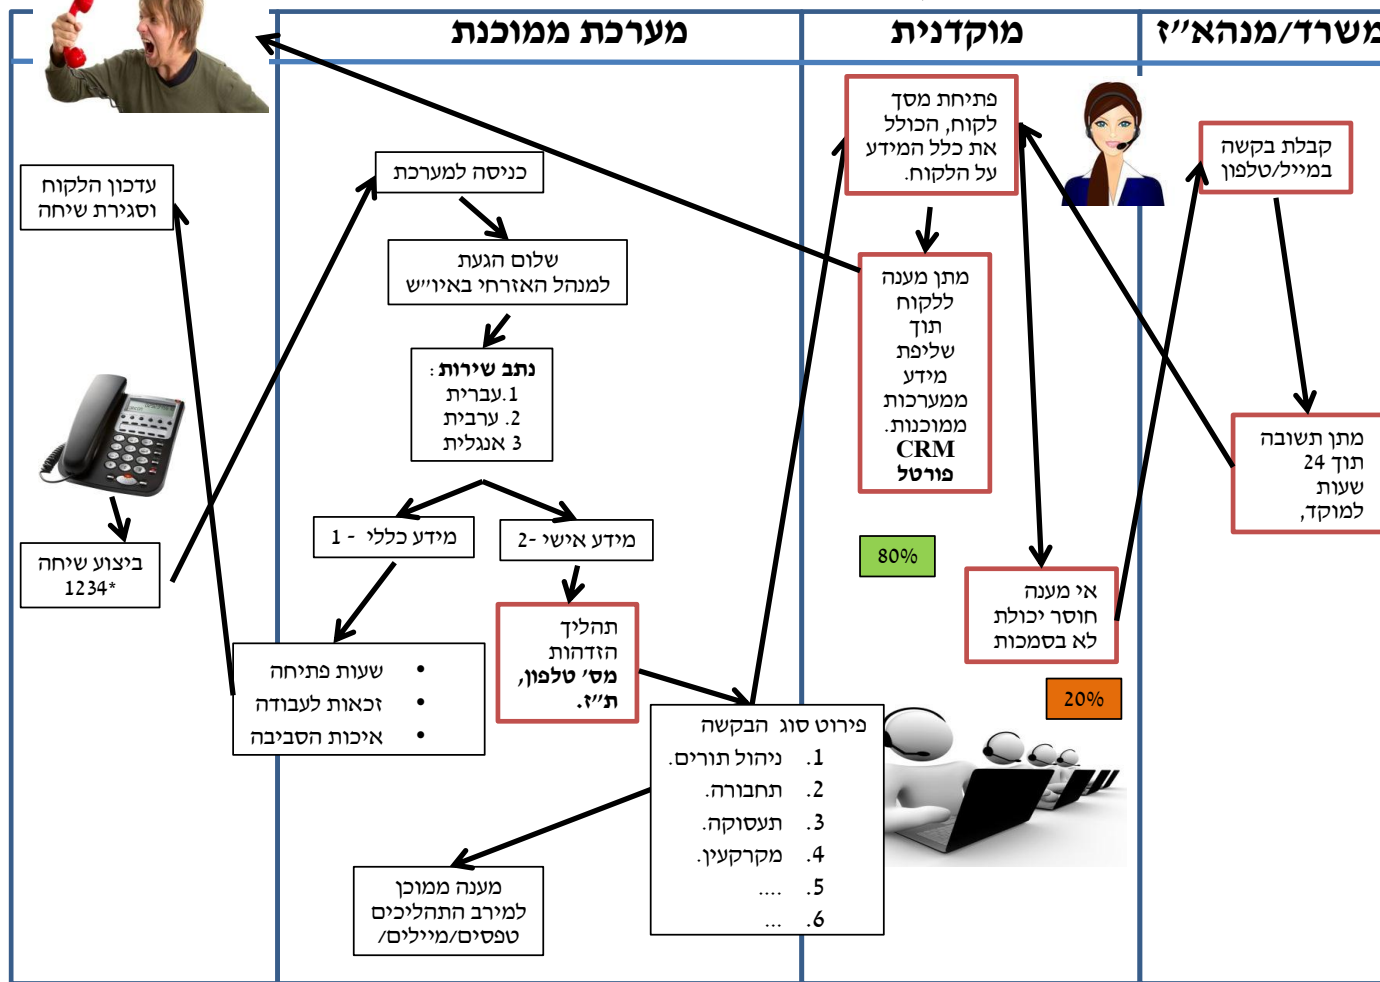 משרד/מנהא״ז
מוקדנית
מערכת ממוכנת
קבלת בקשה
במייל/טלפון
מתן תשובה
תוך 24
שעות
למוקד,
פתיחת מסך
לקוח, הכולל
את כלל המידע
על הלקוח.
מתן מענה
ללקוח
תוך
שליפת
מידע
ממערכות
ממוכנות.
CRM
פורטל
80%
אי מענה
חוסר יכולת
לא בסמכות
20%
כניסה למערכת
שלום הגעת
למנהל האזרחי באיו״ש
נתב שירות :
1.עברית
2. ערבית
3 אנגלית
מידע אישי -2
מידע כללי - 1
תהליך
הזדהות
מס׳ טלפון,
ת״ז.
• שעות פתיחה
• זכאות לעבודה
• איכות הסביבה
פירוט סוג הבקשה
1. ניהול תורים.
2. תחבורה.
3. תעסוקה.
4. מקרקעין.
5. ....
6. ...
מענה ממוכן
למירב התהליכים
טפסים/מיילים/
עדכון הלקוח
וסגירת שיחה
ביצוע שיחה
1234*